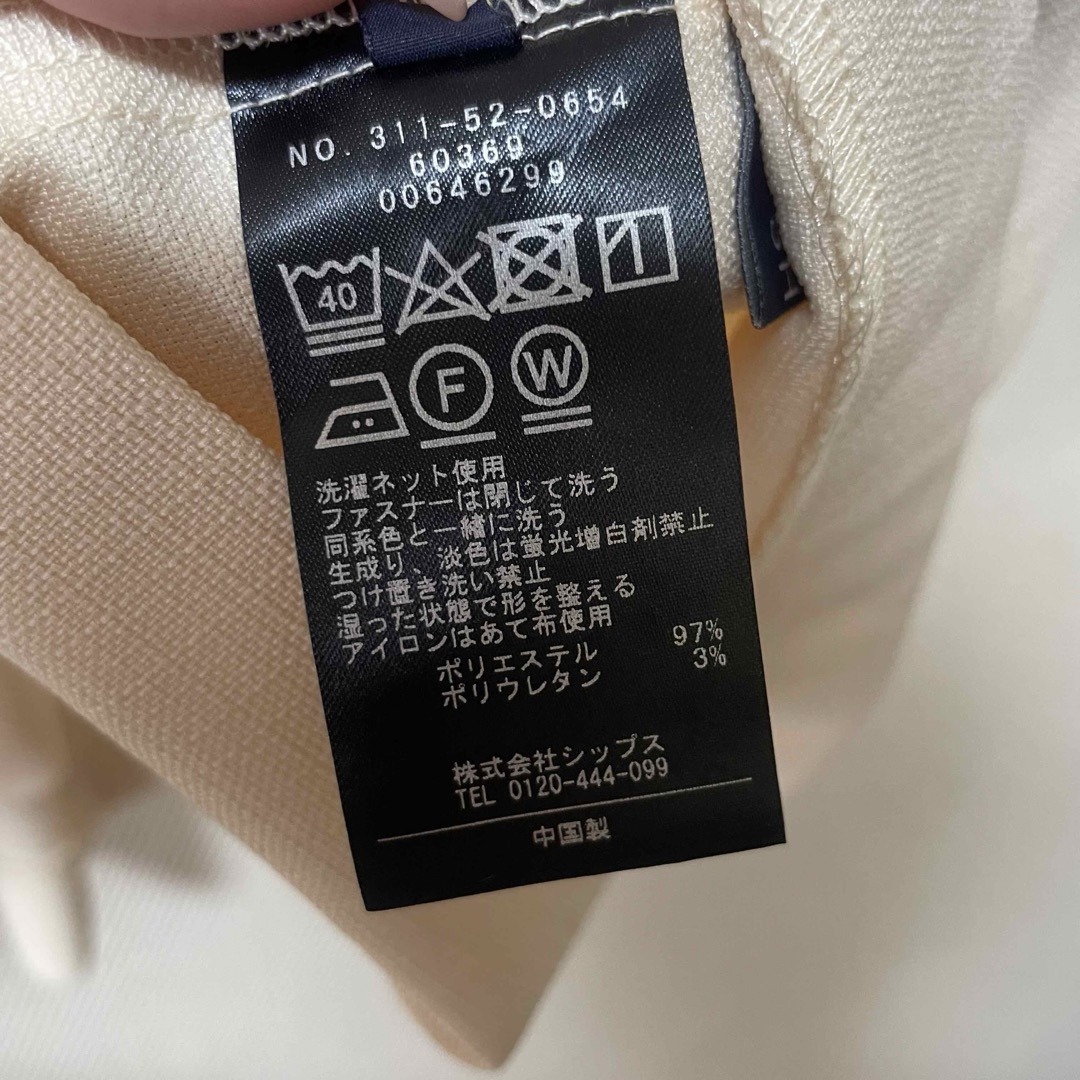 NO. 311-52-0654
60369
00646299
40
F
W
洗濯ネット使用
ファスナーは閉じて洗う
同系色と一緒に洗う
生成り、淡色は蛍光増白剤禁止
つけ置き洗い禁止
湿った状態で形を整える
アイロンはあて布使用
ポリエステル 97%
ポリウレタン 3%
株式会社シップス
TEL 0120-444-099
中国製